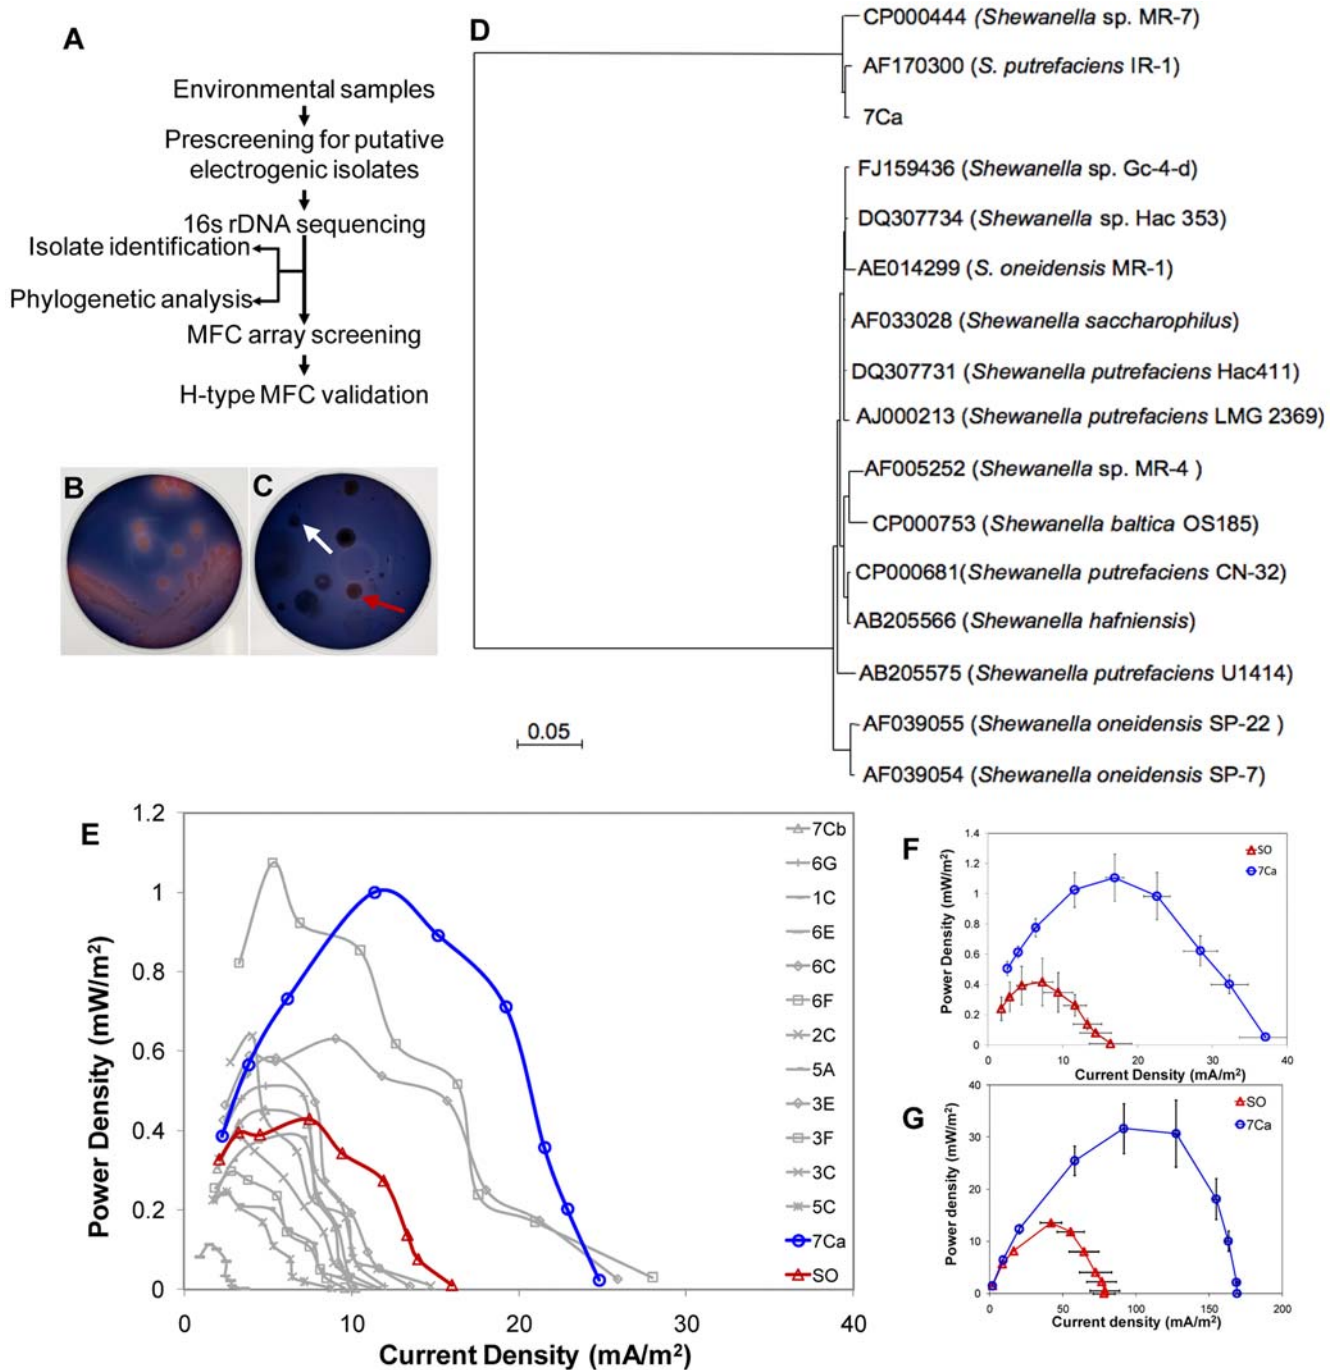 A
Environmental samples
Prescreening for putative
electrogenic isolates
16s rDNA sequencing
Isolate identification
Phylogenetic analysis
MFC array screening
H-type MFC validation
B
C
D
CP000444 (Shewanella sp. MR-7)
AF170300 (S. putrefaciens IR-1)
7Ca
FJ159436 (Shewanella sp. Gc-4-d)
DQ307734 (Shewanella sp. Hac 353)
AE014299 (S. oneidensis MR-1)
AF033028 (Shewanella saccharophilus)
DQ307731 (Shewanella putrefaciens Hac411)
AJ000213 (Shewanella putrefaciens LMG 2369)
AF005252 (Shewanella sp. MR-4 )
CP000753 (Shewanella baltica OS185)
CP000681(Shewanella putrefaciens CN-32)
AB205566 (Shewanella hafniensis)
AB205575 (Shewanella putrefaciens U1414)
AF039055 (Shewanella oneidensis SP-22 )
AF039054 (Shewanella oneidensis SP-7)
0.05
E
Power Density (mW/m²)
1.2
1
0.8
0.6
0.4
0.2
0
0 10 20 30 40
Current Density (mA/m²)
7Cb
6G
1C
6E
6C
6F
2C
5A
3E
3F
3C
5C
7Ca
SO
F
Power Density (mW/m²)
1.4
1.2
1
0.8
0.6
0.4
0.2
0
0 10 20 30 40
Current Density (mA/m²)
SO
7Ca
G
Power density (mW/m²)
40
30
20
10
0
0 50 100 150 200
Current density (mA/m²)
SO
7Ca